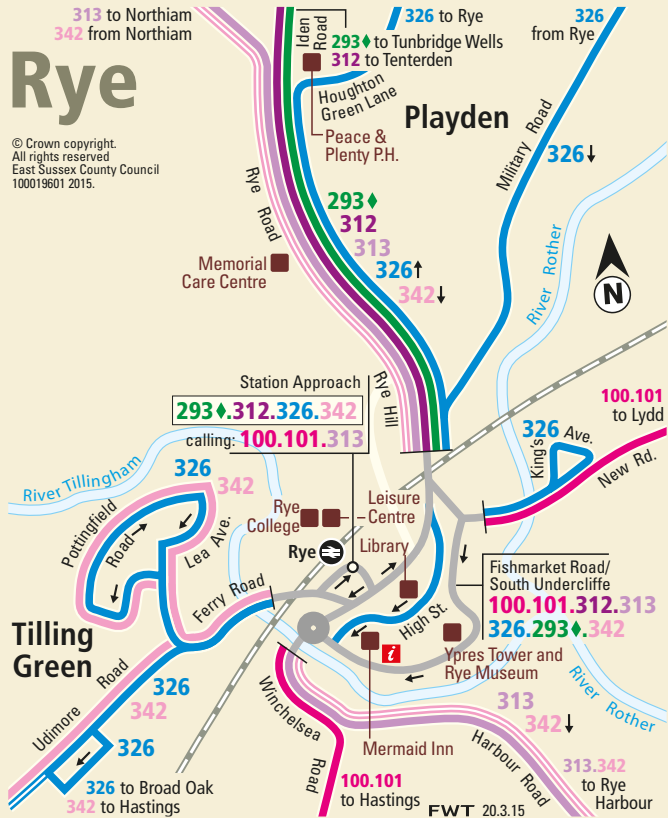 313 to Northiam
342 from Northiam
Rye
© Crown copyright.
All rights reserved
East Sussex County Council
100019601 2015.
Iden
Road
293♦ to Tunbridge Wells
312 to Tenterden
326 to Rye
326
from Rye
Houghton
Green Lane
Playden
Peace &
Plenty P.H.
Military Road
326↓
Rye Road
293♦
312
313
326↑
342↓
Memorial
Care Centre
River Rother
N
Station Approach
293♦.312.326.342
calling: 100.101.313
Rye Hill
100.101
to Lydd
326
King's Ave.
New Rd.
River Tillingham
326
342
Pottingfield
Road
Lea Ave.
Rye
College
Leisure
Centre
Rye
Library
Ferry Road
High St.
Fishmarket Road/
South Undercliffe
100.101.312.313
326.293♦.342
Tilling
Green
i
Ypres Tower and
Rye Museum
Udimore Road
326
342
326
Winchelsea
Road
Mermaid Inn
313
342↓
Harbour Road
River Rother
326 to Broad Oak
342 to Hastings
100.101
to Hastings
313.342
to Rye
Harbour
FWT 20.3.15